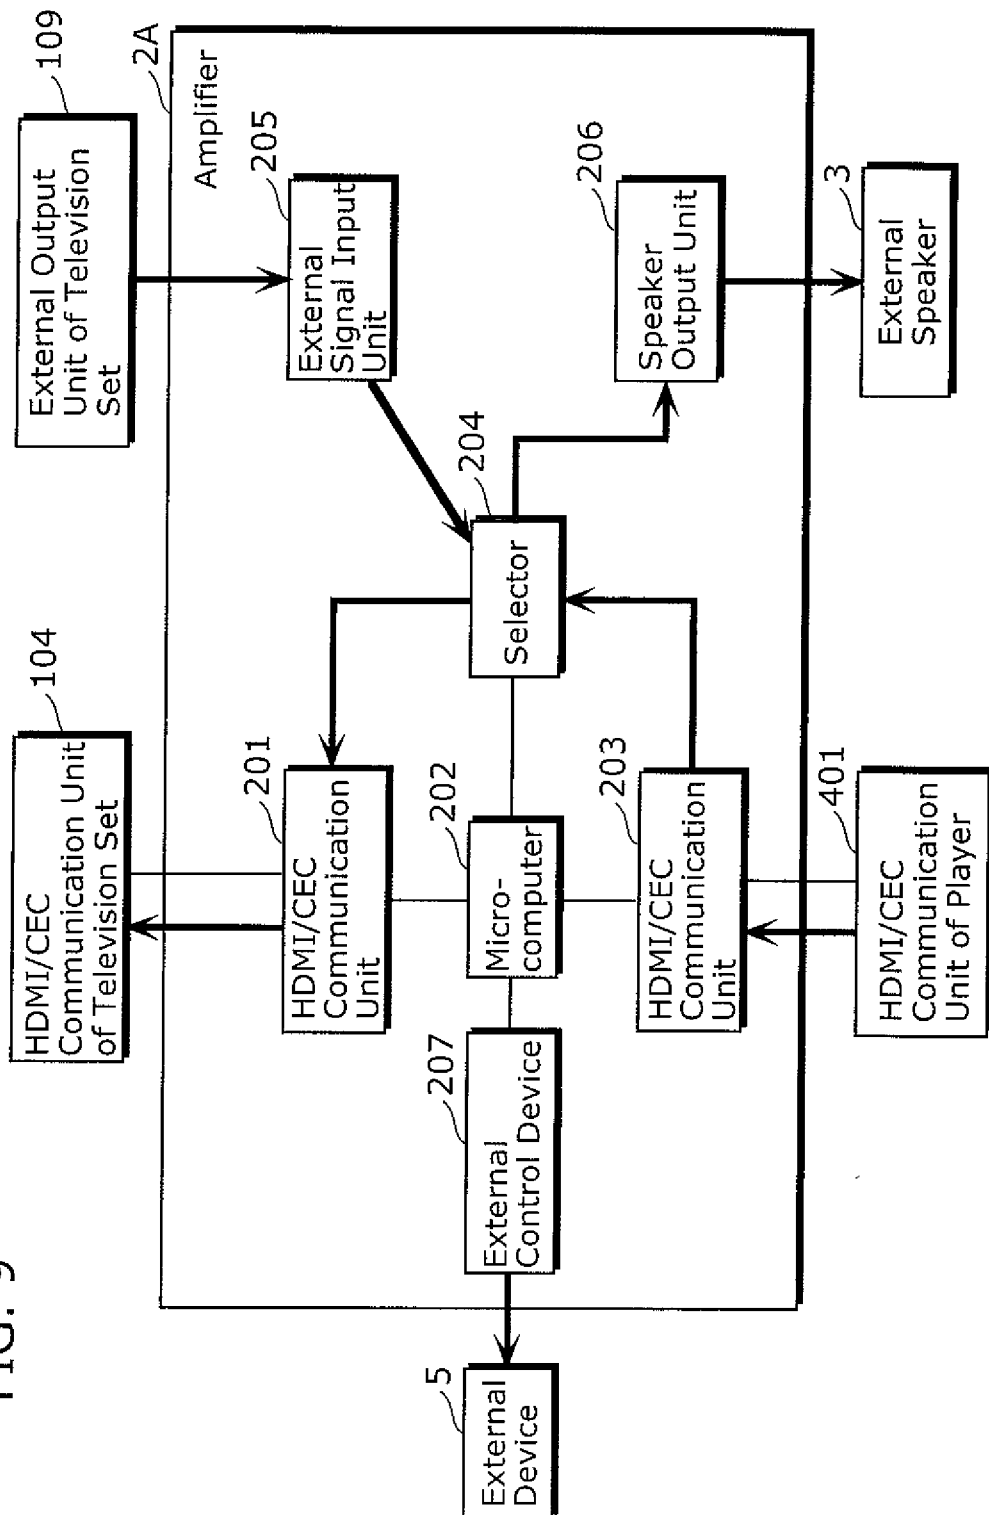 FIG. 9
HDMI/CEC
Communication Unit
of Television Set
104
External Output
Unit of Television
Set
109
2A
Amplifier
HDMI/CEC
Communication
Unit
201
External
Signal Input
Unit
205
External
Device
5
External
Control Device
207
Micro-
computer
202
Selector
204
HDMI/CEC
Communication
Unit
203
Speaker
Output Unit
206
HDMI/CEC
Communication
Unit of Player
401
External
Speaker
3